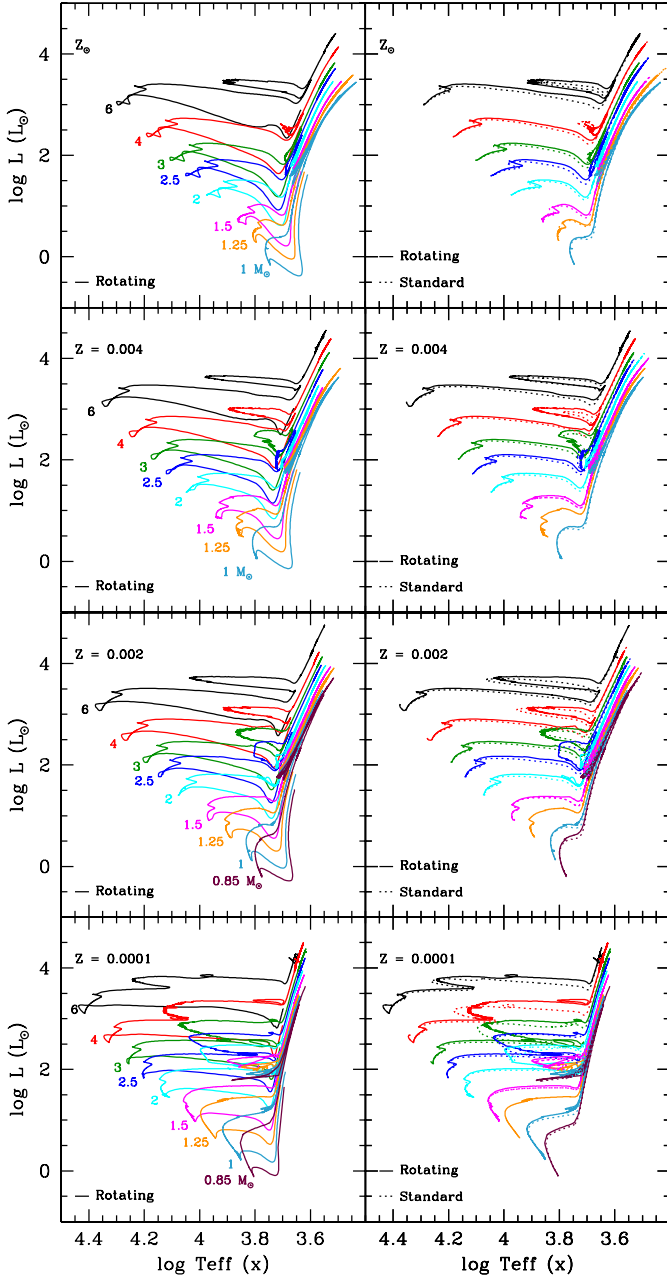 Z☉
4
log L (L☉)
2
0
6
4
3
2.5
2
1.5
1.25
1 M☉
Rotating
Z☉
Rotating
Standard
Z = 0.004
4
log L (L☉)
2
0
6
4
3
2.5
2
1.5
1.25
1 M☉
Rotating
Z = 0.004
Rotating
Standard
Z = 0.002
4
log L (L☉)
2
0
6
4
3
2.5
2
1.5
1.25
1
0.85 M☉
Rotating
Z = 0.002
Rotating
Standard
Z = 0.0001
4
log L (L☉)
2
0
6
4
3
2.5
2
1.5
1.25
1
0.85 M☉
Rotating
Z = 0.0001
Rotating
Standard
4.4 4.2 4 3.8 3.6
4.4 4.2 4 3.8 3.6
log Teff (x)
log Teff (x)